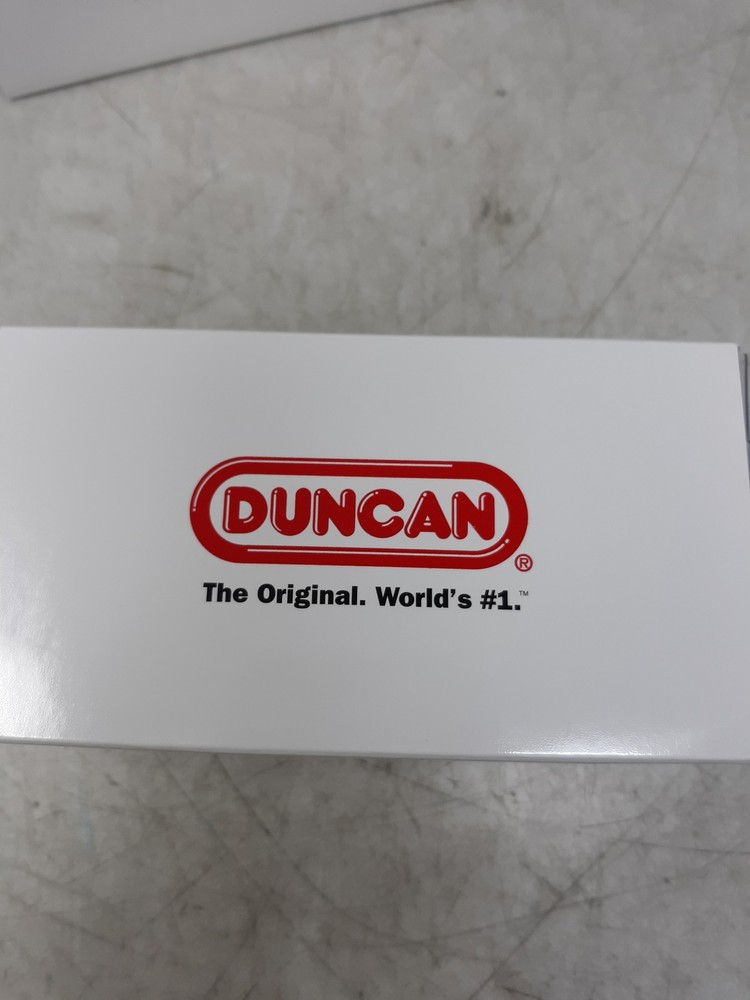 DUNCAN®
The Original. World's #1.™